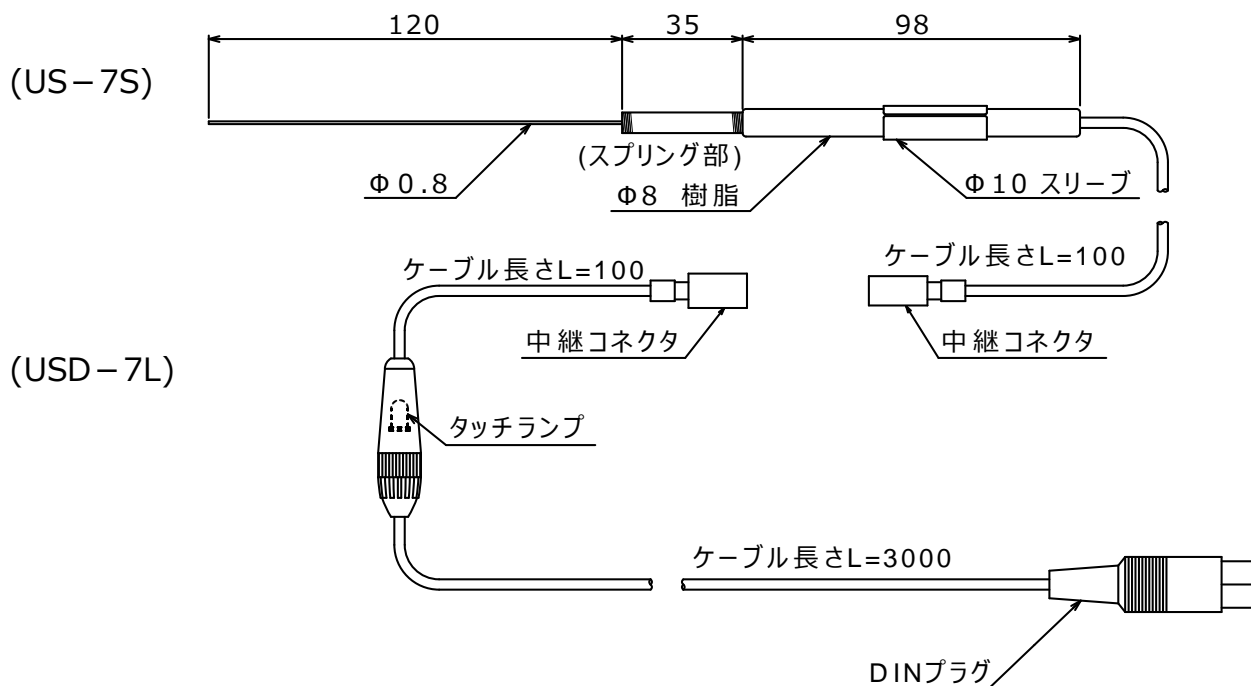 120 35 98
(US－7S)
(スプリング部)
Φ0.8 Φ8 樹脂 Φ10 スリーブ
ケーブル長さL=100 ケーブル長さL=100
中継コネクタ 中継コネクタ
(USD－7L)
タッチランプ
ケーブル長さL=3000
DINプラグ